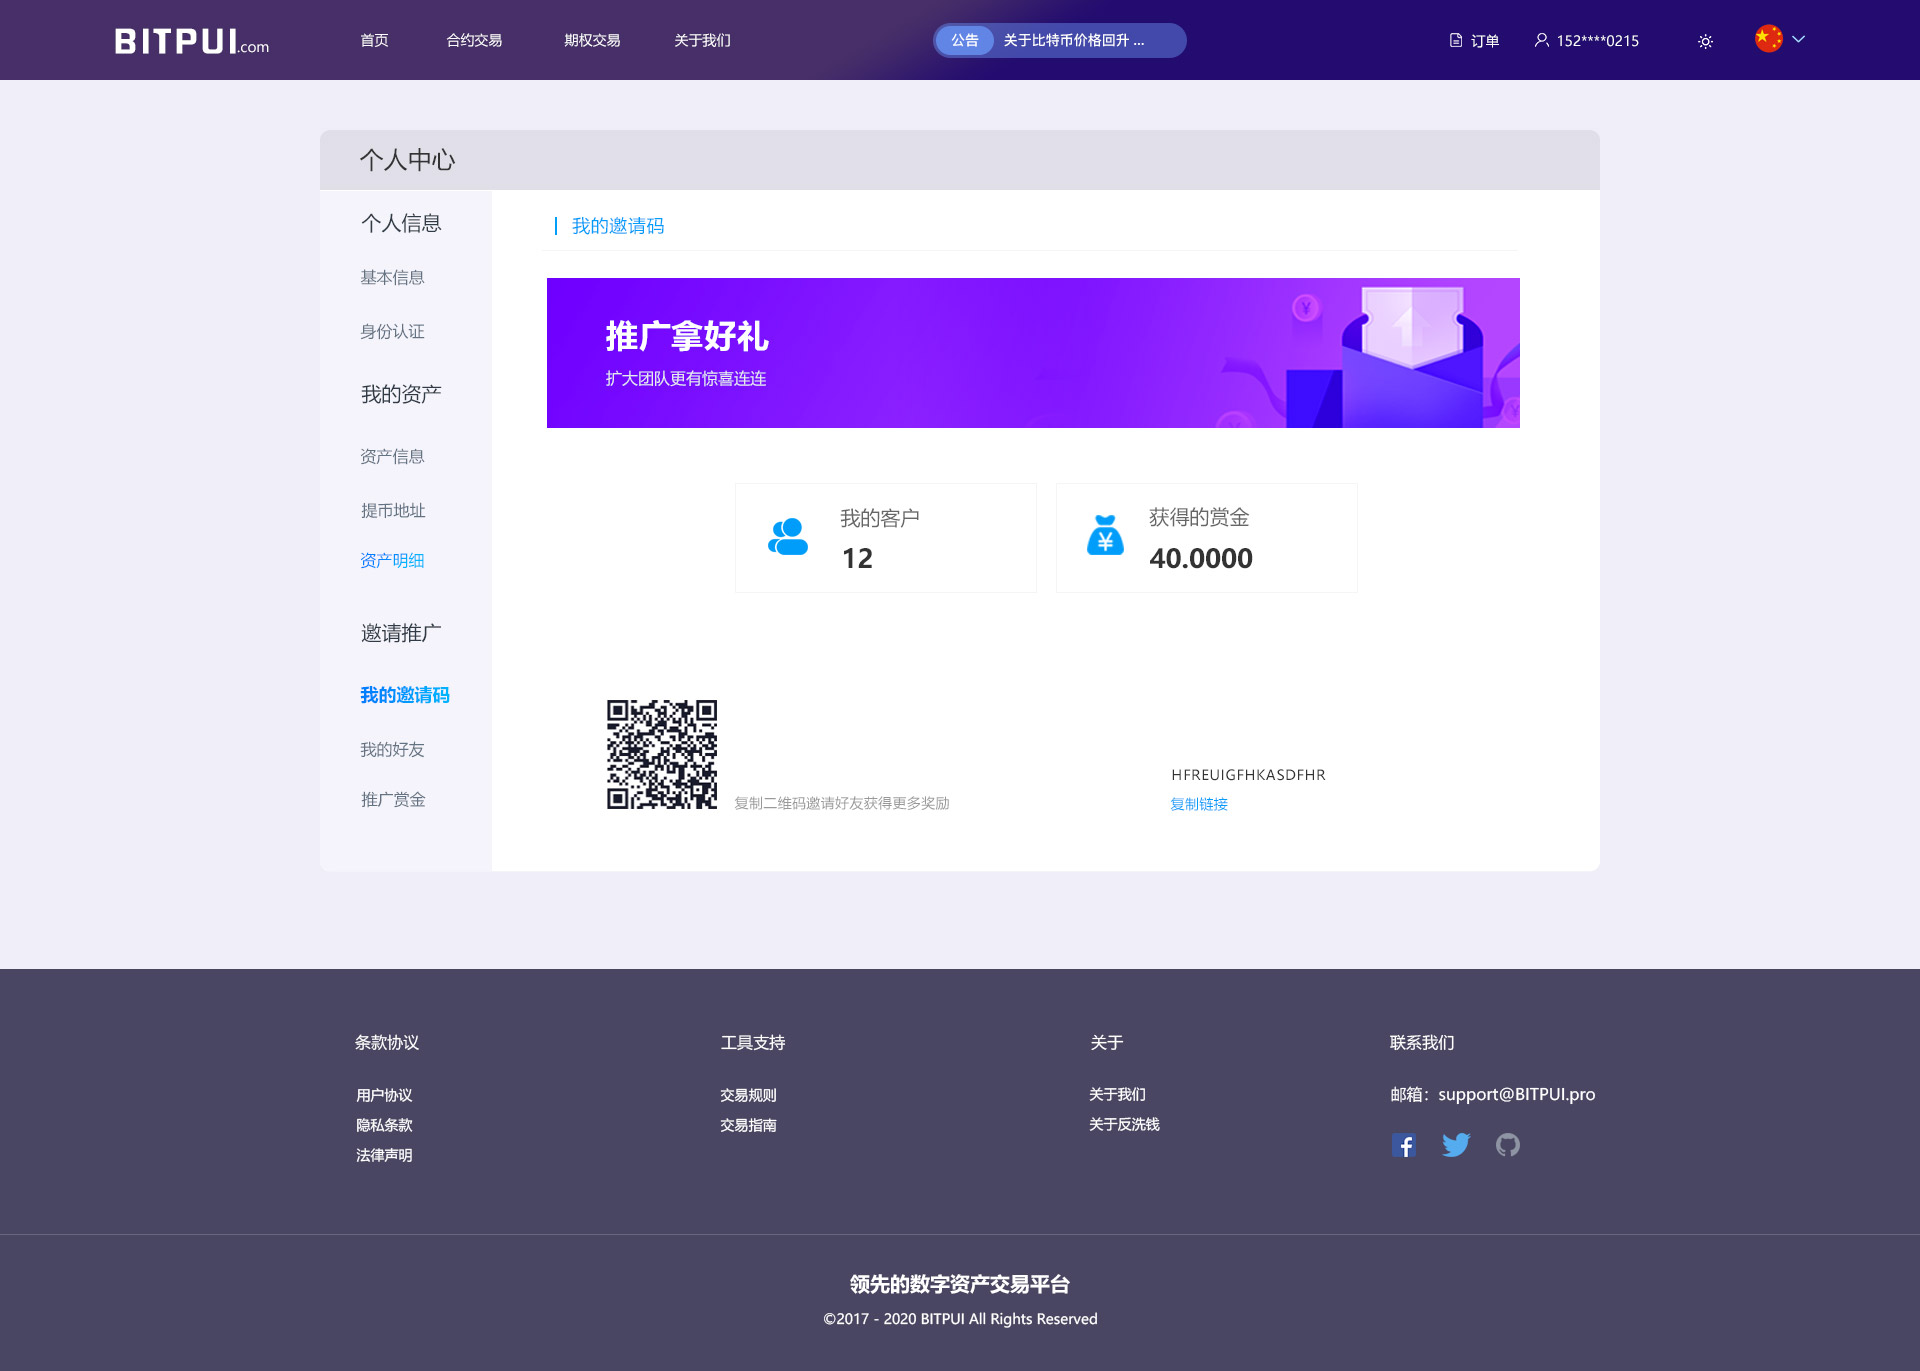 BITPUI.com
首页
合约交易
期权交易
关于我们
公告
关于比特币价格回升 ...
订单
152****0215
个人中心
个人信息
基本信息
身份认证
我的资产
资产信息
提币地址
资产明细
邀请推广
我的邀请码
我的好友
推广赏金
我的邀请码
推广拿好礼
扩大团队更有惊喜连连
我的客户
12
获得的赏金
40.0000
复制二维码邀请好友获得更多奖励
HFREUIGFHKASDFHR
复制链接
条款协议
用户协议
隐私条款
法律声明
工具支持
交易规则
交易指南
关于
关于我们
关于反洗钱
联系我们
邮箱：support@BITPUI.pro
领先的数字资产交易平台
©2017 - 2020 BITPUI All Rights Reserved